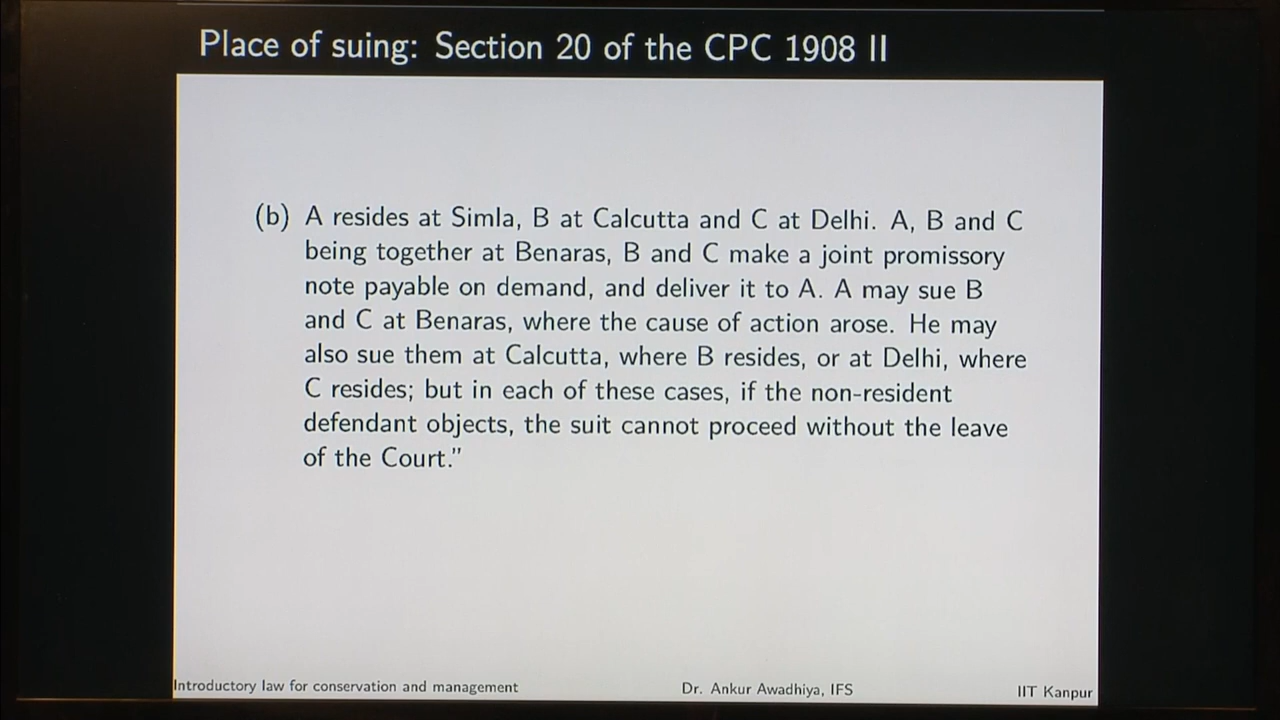 Place of suing: Section 20 of the CPC 1908 II
(b) A resides at Simla, B at Calcutta and C at Delhi. A, B and C
being together at Benaras, B and C make a joint promissory
note payable on demand, and deliver it to A. A may sue B
and C at Benaras, where the cause of action arose. He may
also sue them at Calcutta, where B resides, or at Delhi, where
C resides; but in each of these cases, if the non-resident
defendant objects, the suit cannot proceed without the leave
of the Court.”
Introductory law for conservation and management Dr. Ankur Awadhiya, IFS IIT Kanpur